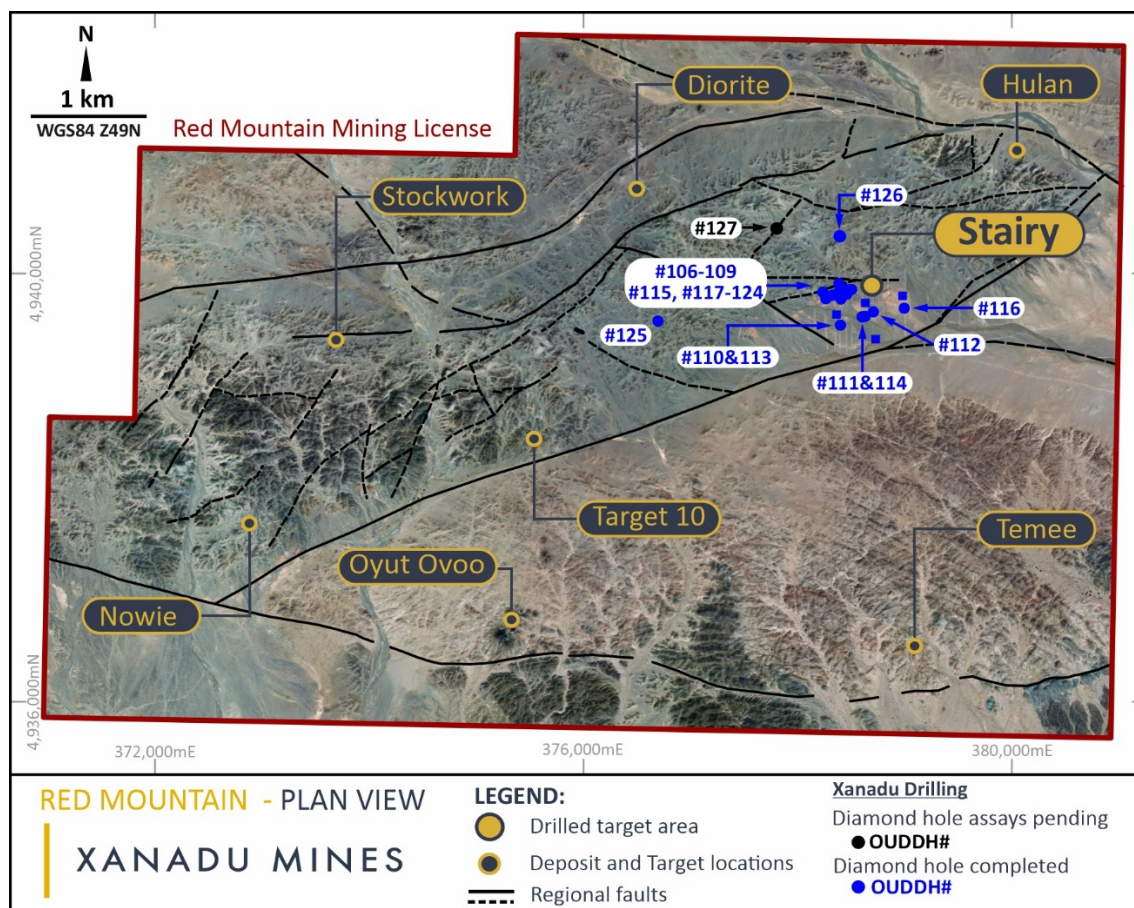 N
1 km
WGS84 Z49N
Red Mountain Mining License
Diorite
Hulan
Stockwork
#126
#127
Stairy
#106-109
#115, #117-124
#116
#125
#110&113
#112
#111&114
4,940,000mN
Target 10
Temee
Oyut Ovoo
Nowie
4,936,000mN
372,000mE
376,000mE
380,000mE
RED MOUNTAIN - PLAN VIEW
XANADU MINES
LEGEND:
Drilled target area
Deposit and Target locations
Regional faults
Xanadu Drilling
Diamond hole assays pending
OUDDH#
Diamond hole completed
OUDDH#